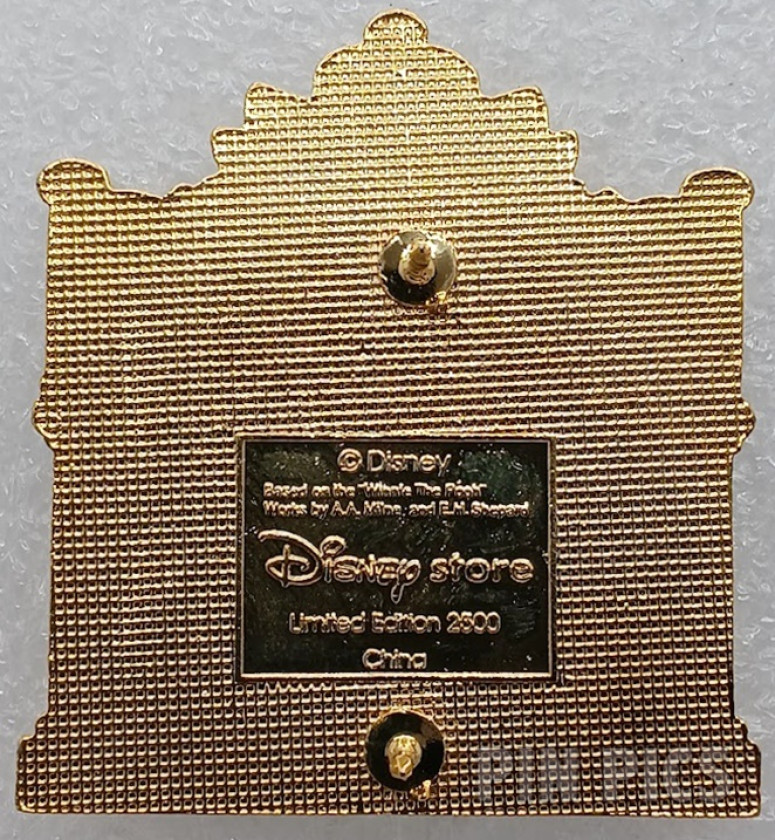 © Disney
Based on the "Winnie The Pooh"
Works by A.A. Milne and E.H. Shepard
Disney store
Limited Edition 2500
China
PIN PICS